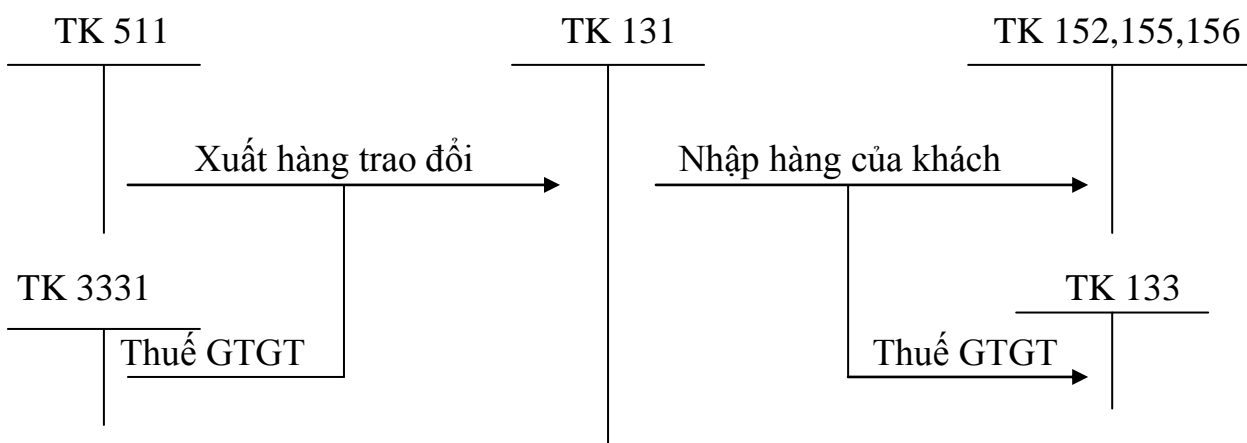 TK 511 TK 131 TK 152,155,156
Xuất hàng trao đổi Nhập hàng của khách
TK 3331 TK 133
Thuế GTGT Thuế GTGT